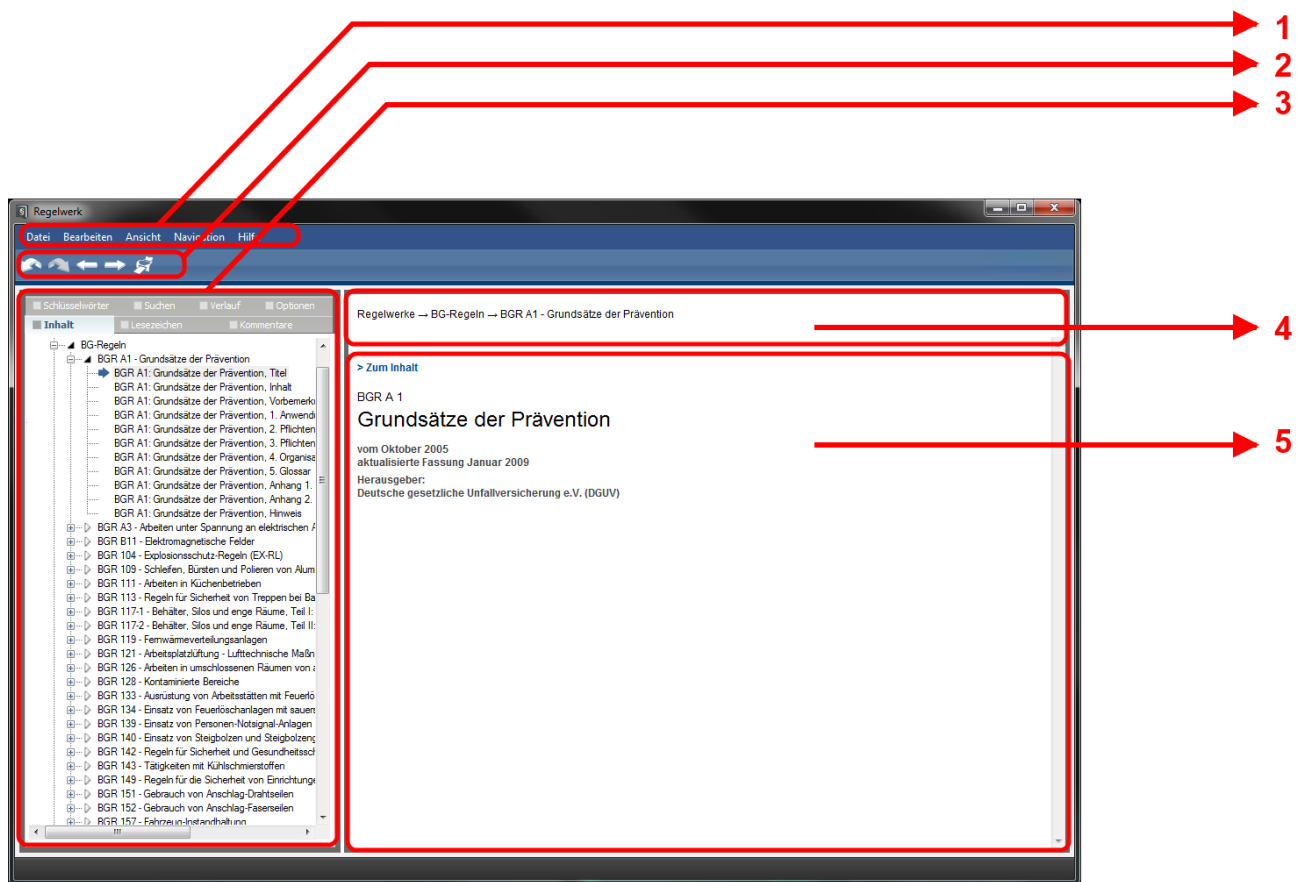 1
2
3
Regelwerk
Datei Bearbeiten Ansicht Navigation Hilfe
Schlüsselwörter Suchen Verlauf Optionen
Inhalt Lesezeichen Kommentare
Regelwerke → BG-Regeln → BGR A1 - Grundsätze der Prävention
4
BG-Regeln
BGR A1 - Grundsätze der Prävention
BGR A1: Grundsätze der Prävention, Titel
BGR A1: Grundsätze der Prävention, Inhalt
BGR A1: Grundsätze der Prävention, Vorbemerku
BGR A1: Grundsätze der Prävention, 1. Anwendu
BGR A1: Grundsätze der Prävention, 2. Pflichten
BGR A1: Grundsätze der Prävention, 3. Pflichten
BGR A1: Grundsätze der Prävention, 4. Organisa
BGR A1: Grundsätze der Prävention, 5. Glossar
BGR A1: Grundsätze der Prävention, Anhang 1.
BGR A1: Grundsätze der Prävention, Anhang 2.
BGR A1: Grundsätze der Prävention, Hinweis
BGR A3 - Arbeiten unter Spannung an elektrischen A
BGR B11 - Elektromagnetische Felder
BGR 104 - Explosionsschutz-Regeln (EX-RL)
BGR 109 - Schleifen, Bürsten und Polieren von Alum
BGR 111 - Arbeiten in Küchenbetrieben
BGR 113 - Regeln für Sicherheit von Treppen bei Ba
BGR 117-1 - Behälter, Silos und enge Räume, Teil I:
BGR 117-2 - Behälter, Silos und enge Räume, Teil II:
BGR 119 - Fernwärmeverteilungsanlagen
BGR 121 - Arbeitsplatzlüftung - Lufttechnische Maßn
BGR 126 - Arbeiten in umschlossenen Räumen von a
BGR 128 - Kontaminierte Bereiche
BGR 133 - Ausrüstung von Arbeitsstätten mit Feuerlö
BGR 134 - Einsatz von Feuerlöschanlagen mit sauers
BGR 139 - Einsatz von Personen-Notsignal-Anlagen
BGR 140 - Einsatz von Steigbolzen und Steigbolzeng
BGR 142 - Regeln für Sicherheit und Gesundheitssch
BGR 143 - Tätigkeiten mit Kühlschmierstoffen
BGR 149 - Regeln für die Sicherheit von Einrichtunge
BGR 151 - Gebrauch von Anschlag-Drahtseilen
BGR 152 - Gebrauch von Anschlag-Faserseilen
BGR 157 - Fahrzeug-Instandhaltung
> Zum Inhalt
BGR A 1
Grundsätze der Prävention
vom Oktober 2005
aktualisierte Fassung Januar 2009
Herausgeber:
Deutsche gesetzliche Unfallversicherung e.V. (DGUV)
5